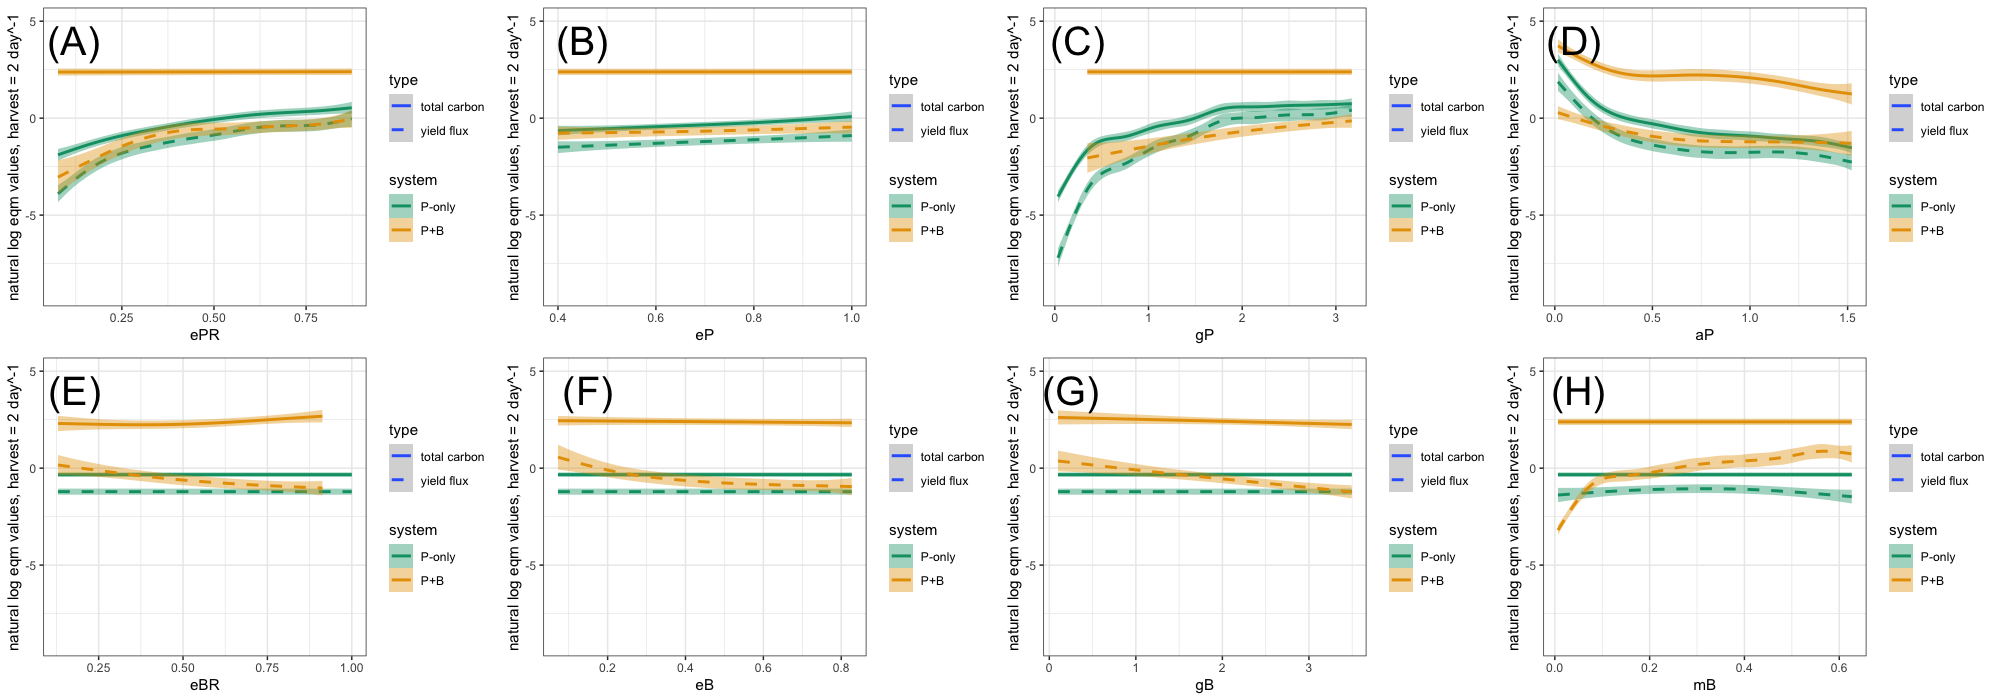 (A)
natural log eqm values, harvest = 2 day^-1
5
0
-5
0.25 0.50 0.75
ePR
type
total carbon
yield flux
system
P-only
P+B
(B)
natural log eqm values, harvest = 2 day^-1
5
0
-5
0.4 0.6 0.8 1.0
eP
type
total carbon
yield flux
system
P-only
P+B
(C)
natural log eqm values, harvest = 2 day^-1
5
0
-5
0 1 2 3
gP
type
total carbon
yield flux
system
P-only
P+B
(D)
natural log eqm values, harvest = 2 day^-1
5
0
-5
0.0 0.5 1.0 1.5
aP
type
total carbon
yield flux
system
P-only
P+B
(E)
natural log eqm values, harvest = 2 day^-1
5
0
-5
0.25 0.50 0.75 1.00
eBR
type
total carbon
yield flux
system
P-only
P+B
(F)
natural log eqm values, harvest = 2 day^-1
5
0
-5
0.2 0.4 0.6 0.8
eB
type
total carbon
yield flux
system
P-only
P+B
(G)
natural log eqm values, harvest = 2 day^-1
5
0
-5
0 1 2 3
gB
type
total carbon
yield flux
system
P-only
P+B
(H)
natural log eqm values, harvest = 2 day^-1
5
0
-5
0.0 0.2 0.4 0.6
mB
type
total carbon
yield flux
system
P-only
P+B